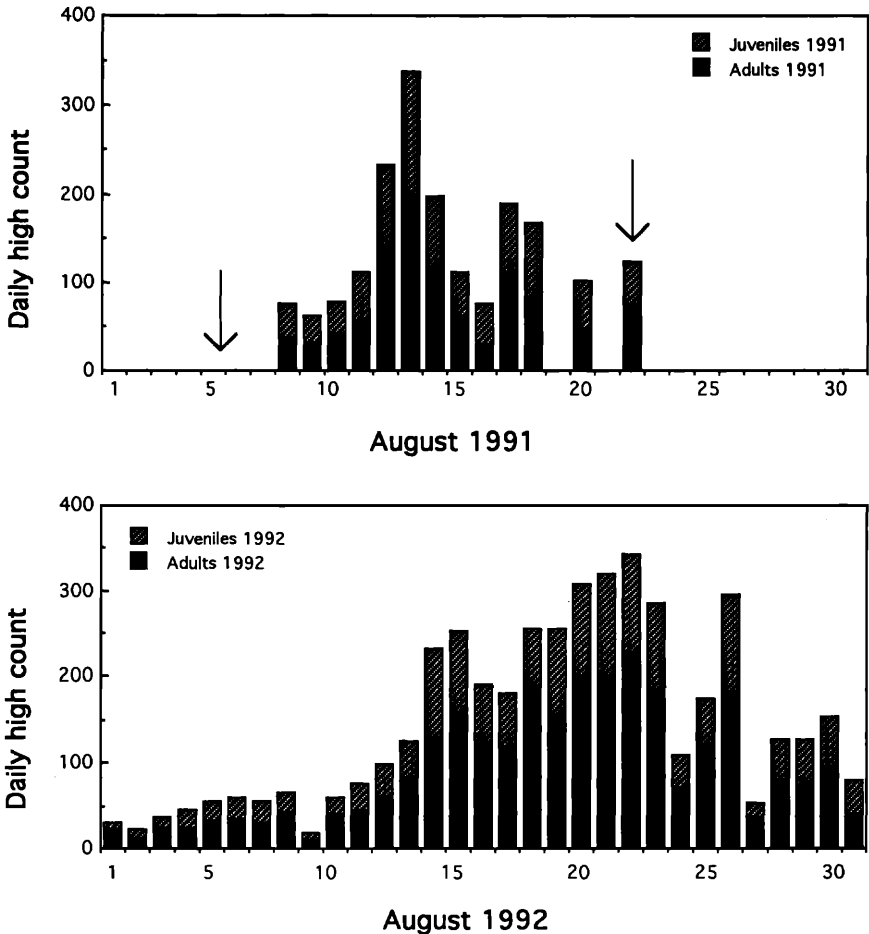 400
300
200
100
0
Daily high count
Juveniles 1991
Adults 1991
1 5 10 15 20 25 30
August 1991
400
300
200
100
0
Daily high count
Juveniles 1992
Adults 1992
1 5 10 15 20 25 30
August 1992